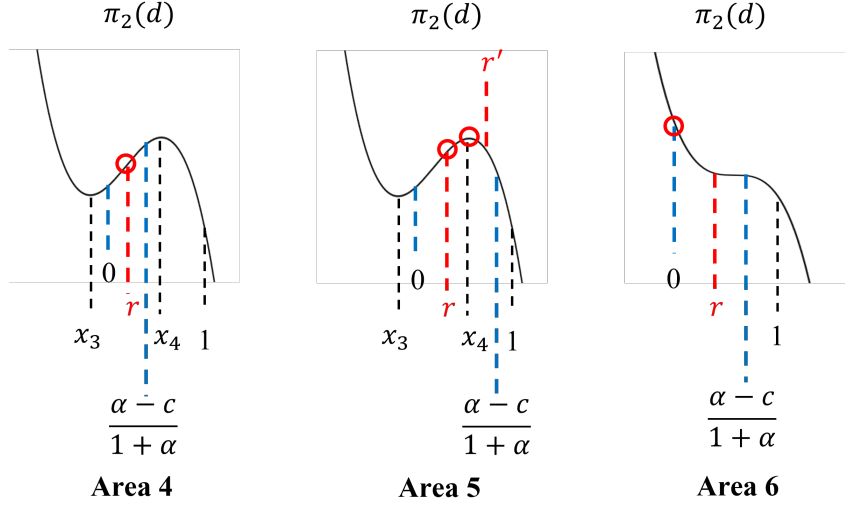 π₂(d)
π₂(d)
π₂(d)
r′
0
r
x₃
x₄
1
α − c
1 + α
Area 4
0
r
x₃
x₄
1
α − c
1 + α
Area 5
0
r
1
α − c
1 + α
Area 6